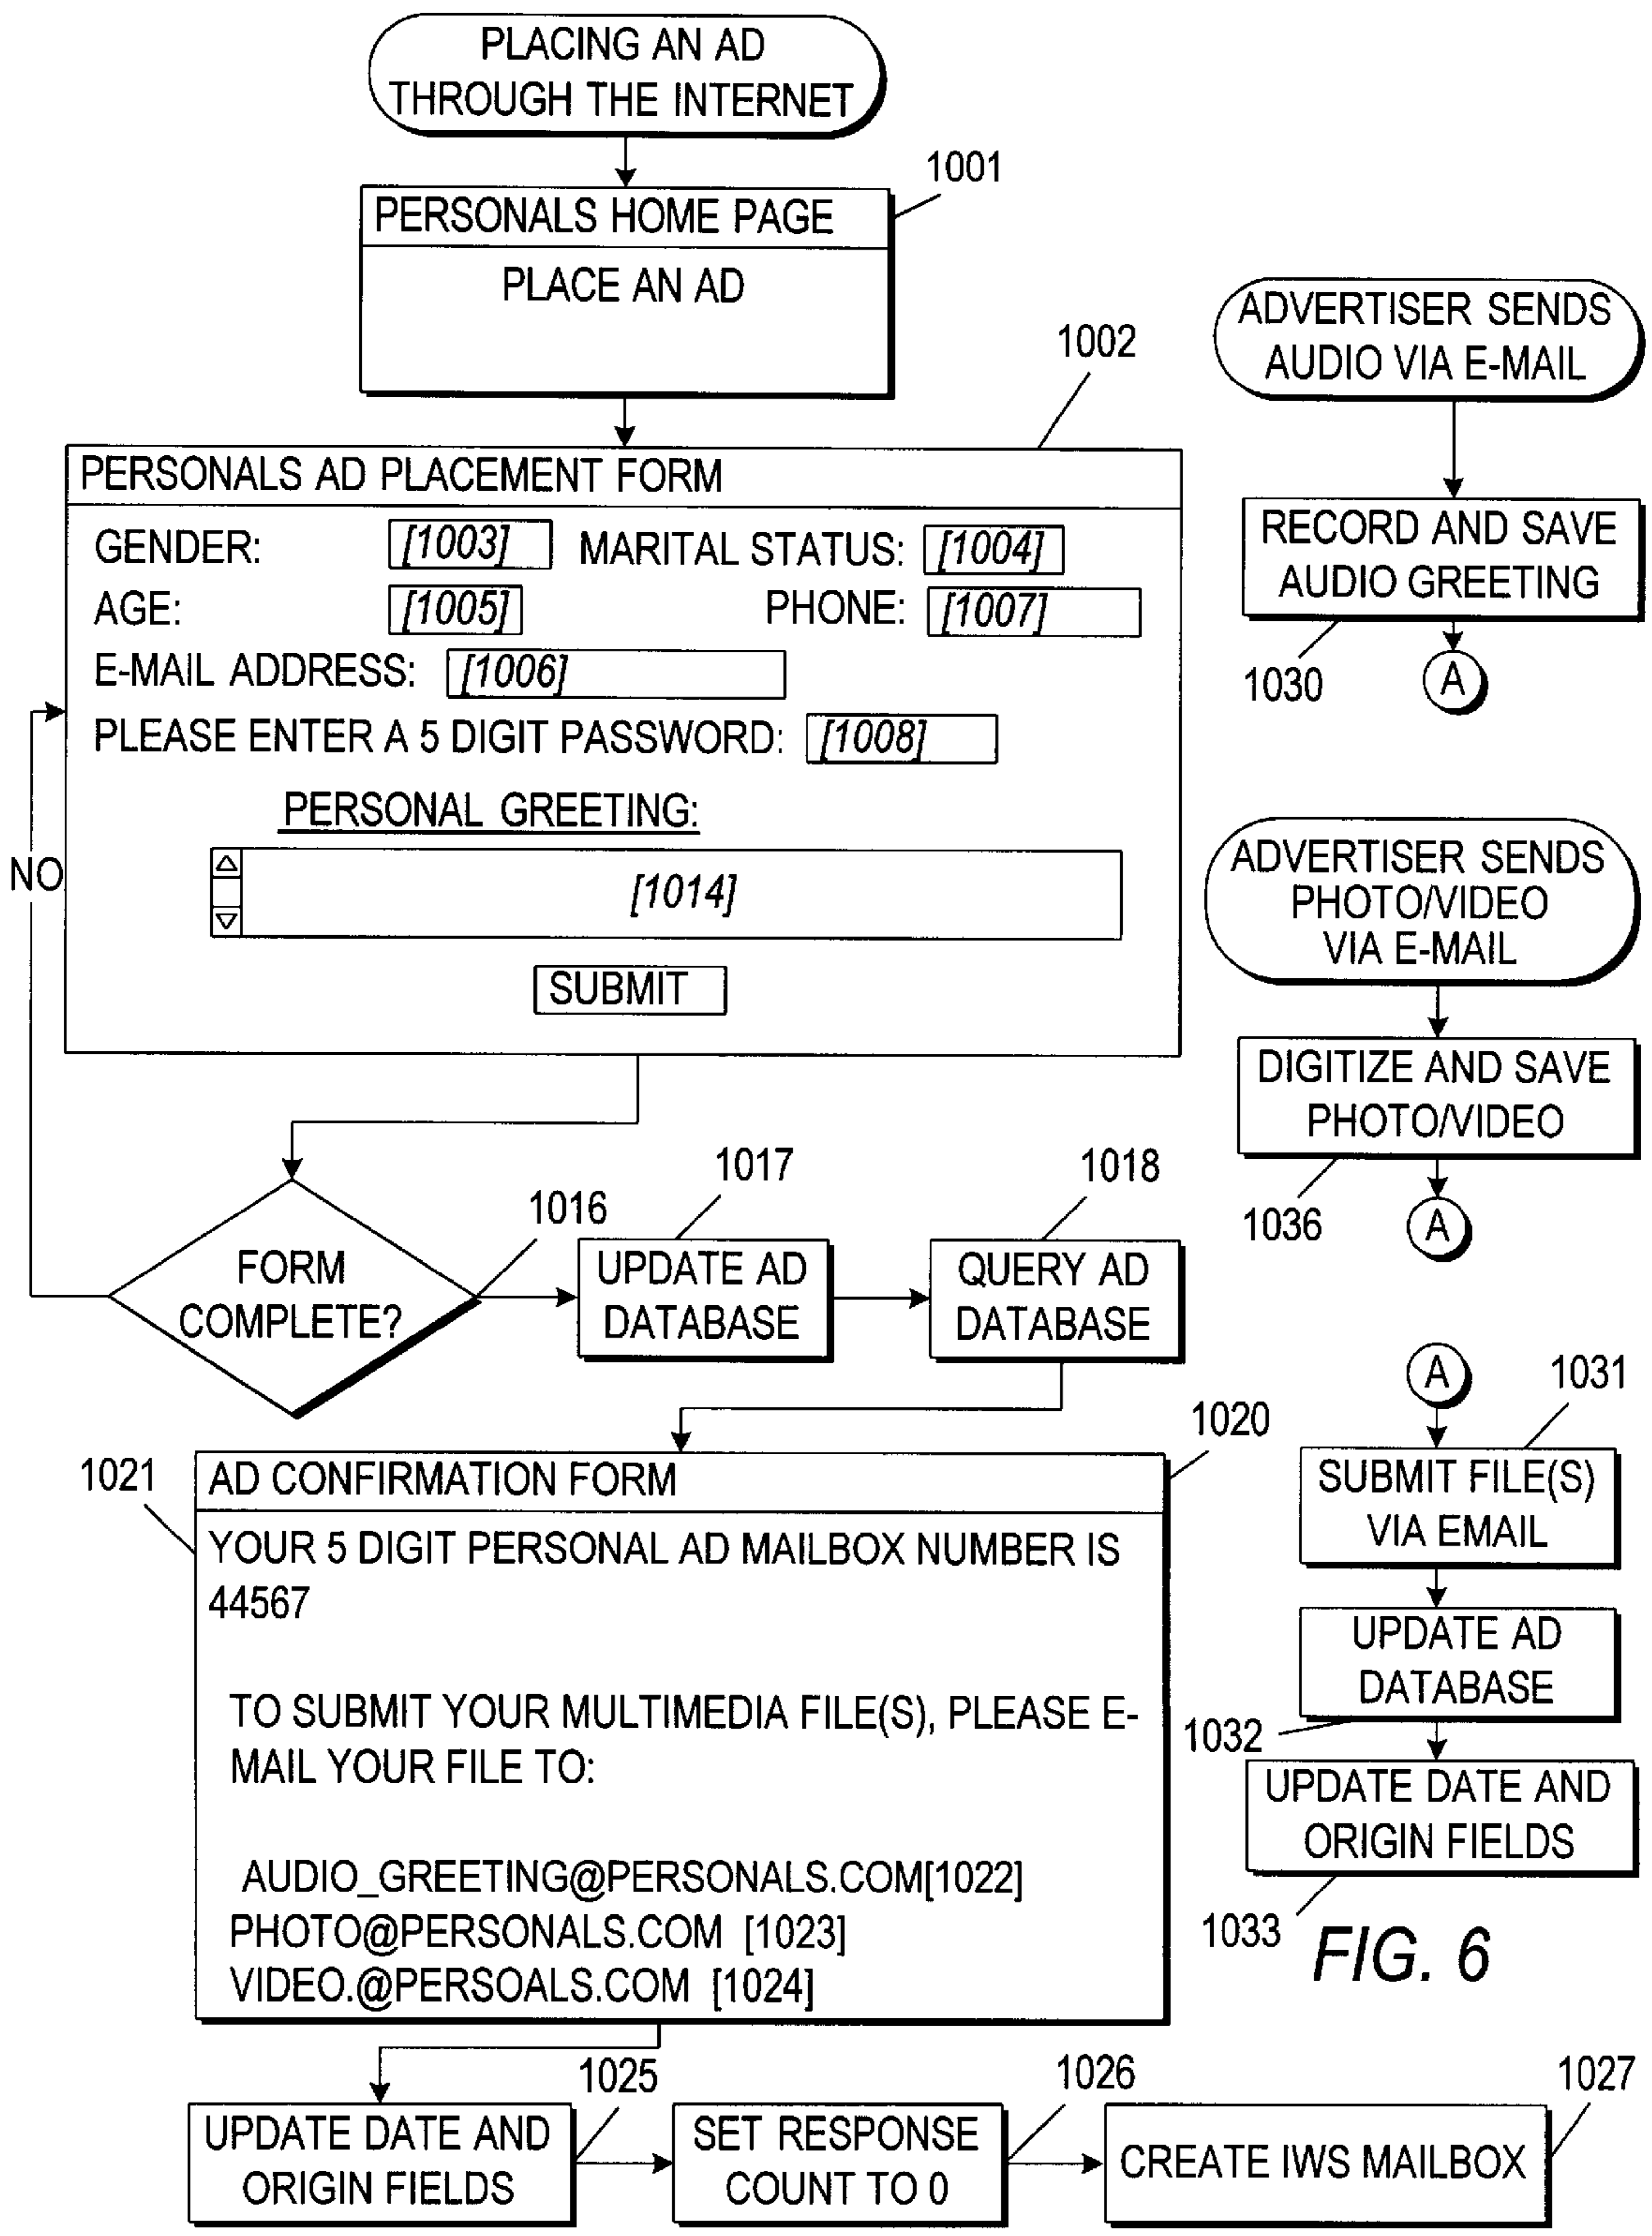 PLACING AN AD
THROUGH THE INTERNET
1001
PERSONALS HOME PAGE
PLACE AN AD
1002
PERSONALS AD PLACEMENT FORM
GENDER: [1003] MARITAL STATUS: [1004]
AGE: [1005] PHONE: [1007]
E-MAIL ADDRESS: [1006]
PLEASE ENTER A 5 DIGIT PASSWORD: [1008]
PERSONAL GREETING:
[1014]
SUBMIT
NO
FORM
COMPLETE?
1016
1017
UPDATE AD
DATABASE
1018
QUERY AD
DATABASE
1020
1021
AD CONFIRMATION FORM
YOUR 5 DIGIT PERSONAL AD MAILBOX NUMBER IS
44567
TO SUBMIT YOUR MULTIMEDIA FILE(S), PLEASE E-
MAIL YOUR FILE TO:
AUDIO_GREETING@PERSONALS.COM[1022]
PHOTO@PERSONALS.COM [1023]
VIDEO.@PERSOALS.COM [1024]
1025
UPDATE DATE AND
ORIGIN FIELDS
1026
SET RESPONSE
COUNT TO 0
1027
CREATE IWS MAILBOX
ADVERTISER SENDS
AUDIO VIA E-MAIL
RECORD AND SAVE
AUDIO GREETING
1030
A
ADVERTISER SENDS
PHOTO/VIDEO
VIA E-MAIL
DIGITIZE AND SAVE
PHOTO/VIDEO
1036
A
A
1031
SUBMIT FILE(S)
VIA EMAIL
UPDATE AD
DATABASE
1032
UPDATE DATE AND
ORIGIN FIELDS
1033
FIG. 6